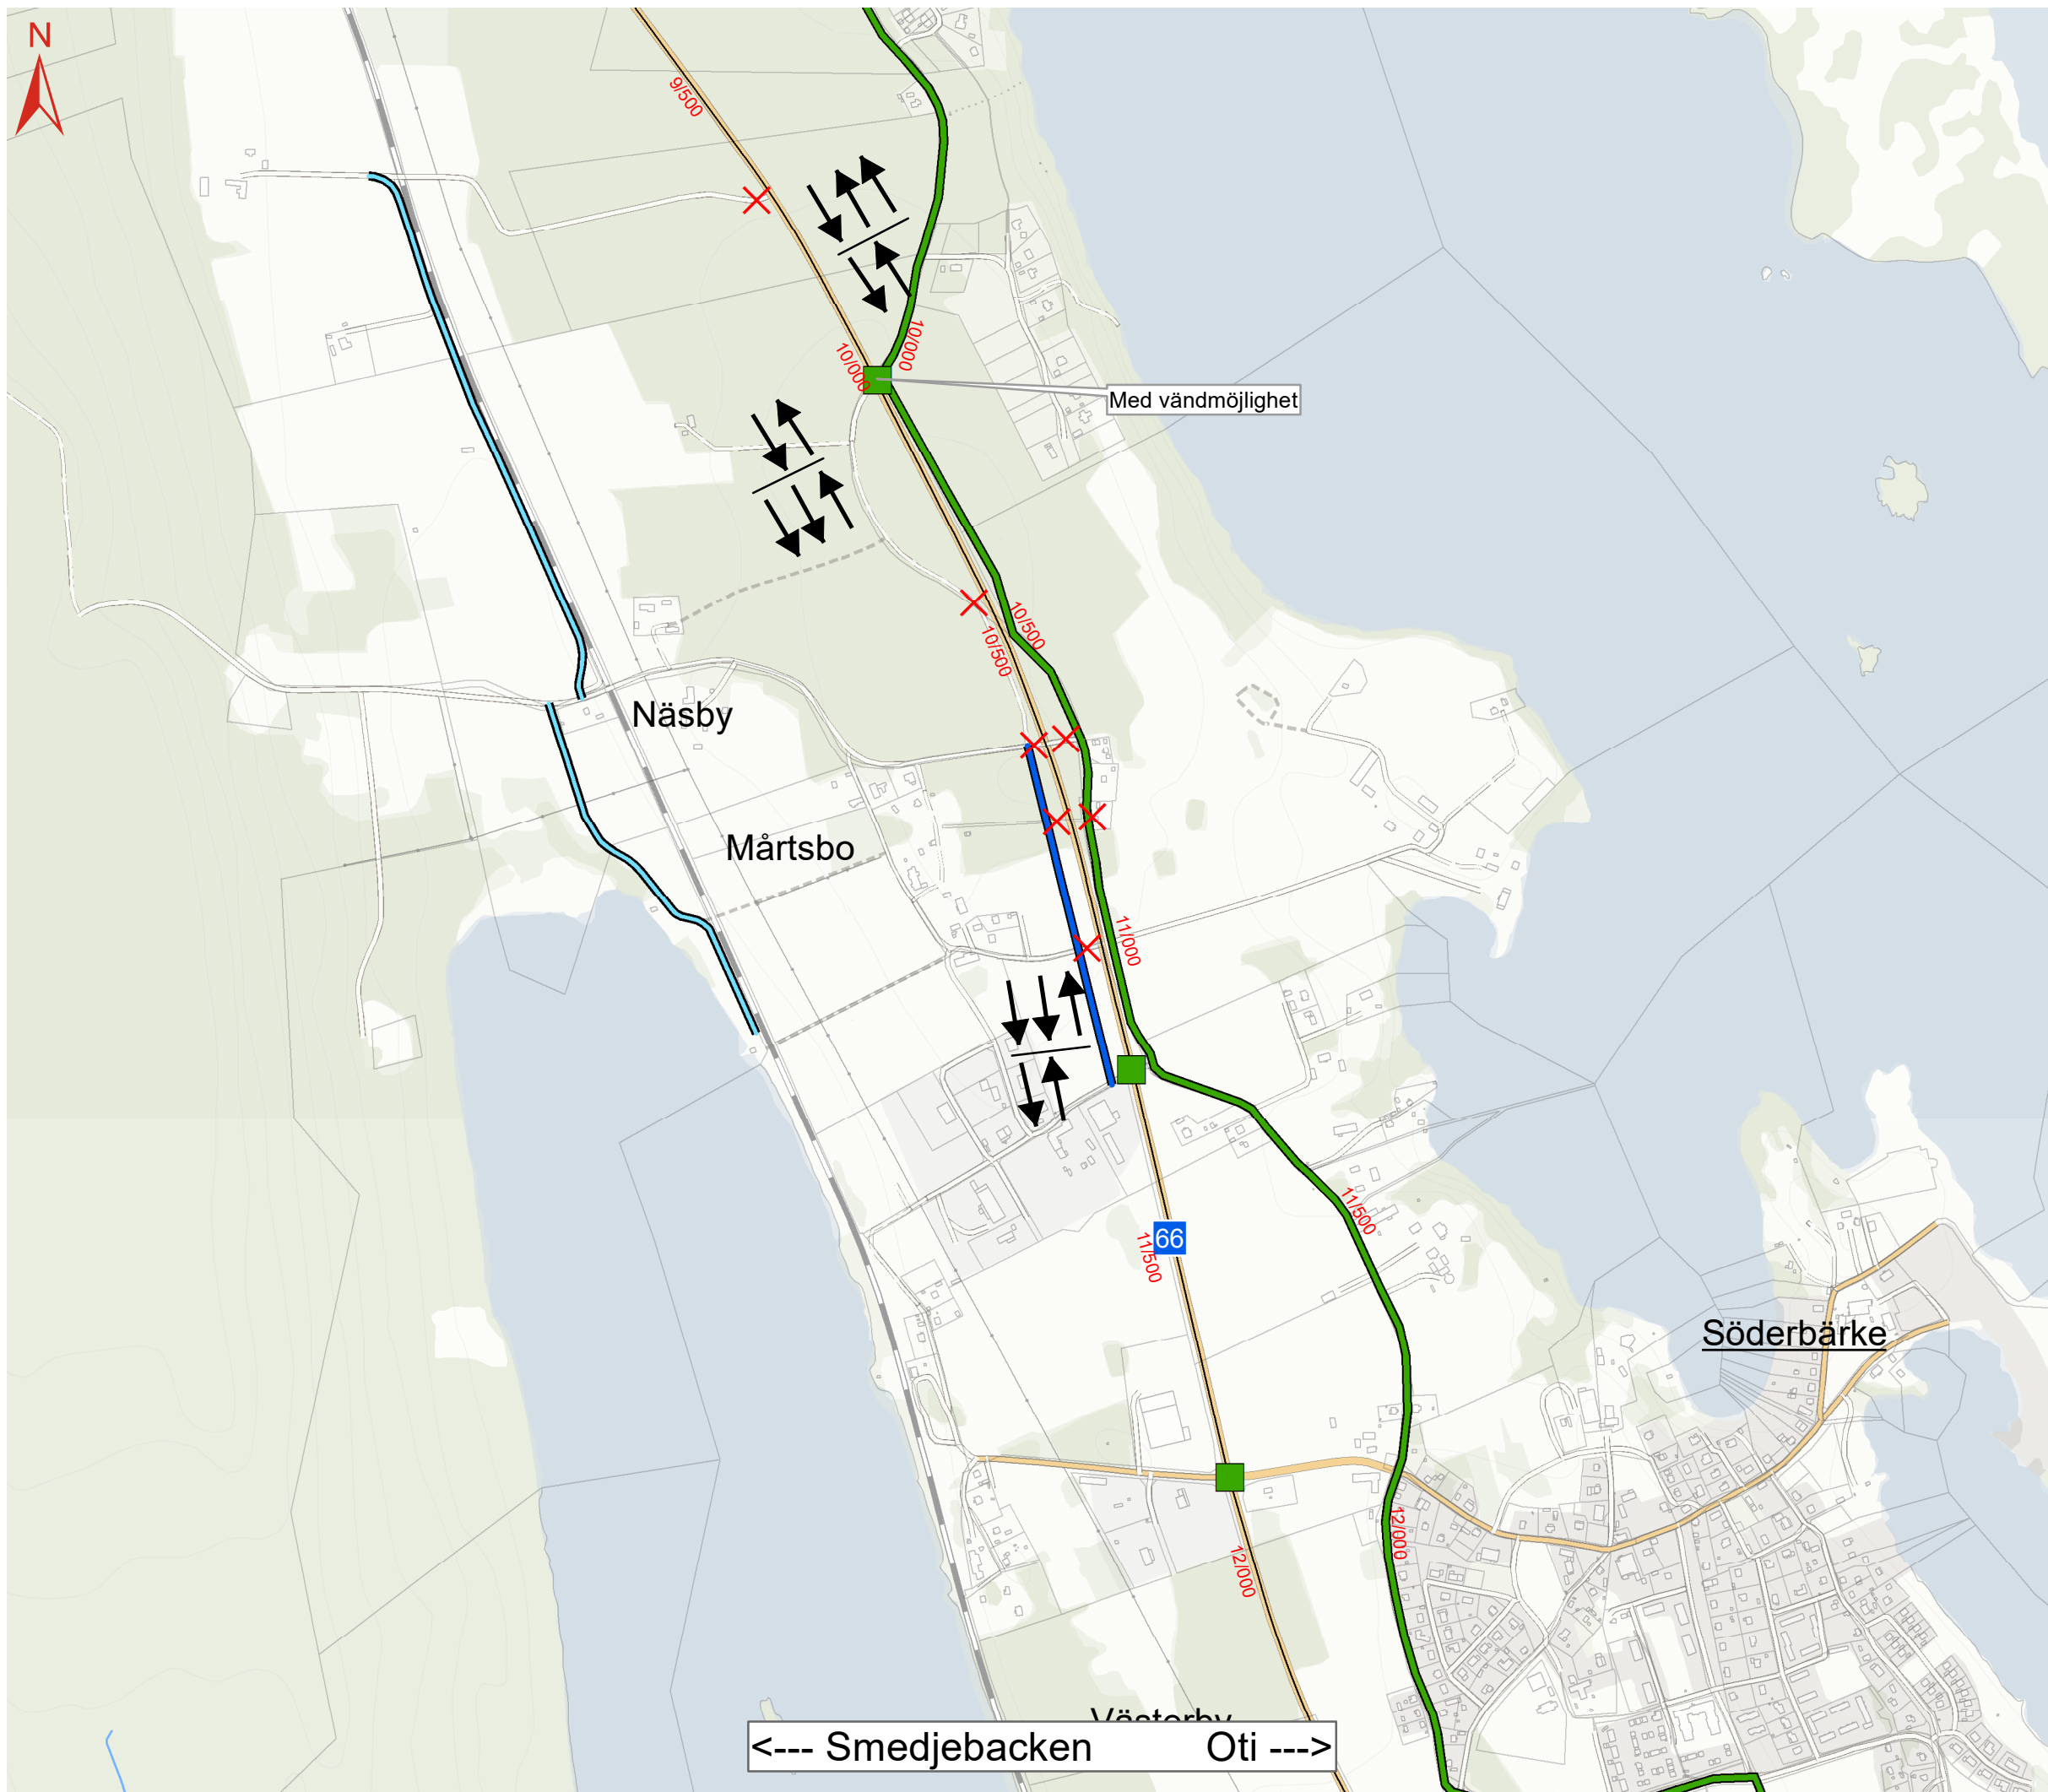 N
9/500
10/000
10/000
Med vändmöjlighet
10/500
10/500
Näsby
Mårtsbo
11/000
11/500
66
11/500
Söderbärke
12/000
12/000
Västerby
<--- Smedjebacken Oti --->